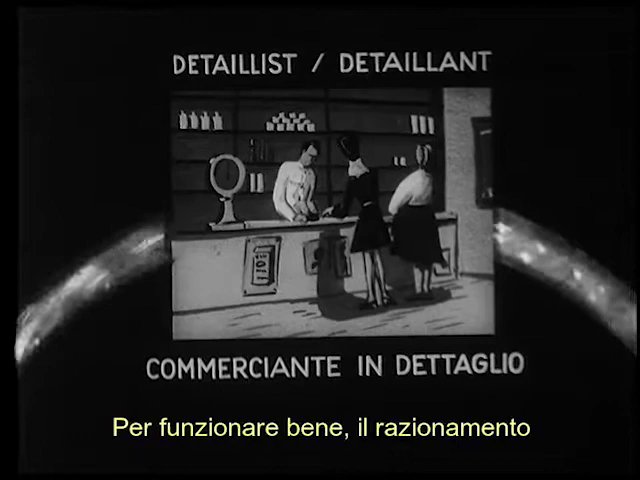 DETAILLIST / DETAILLANT
COMMERCIANTE IN DETTAGLIO
Per funzionare bene, il razionamento